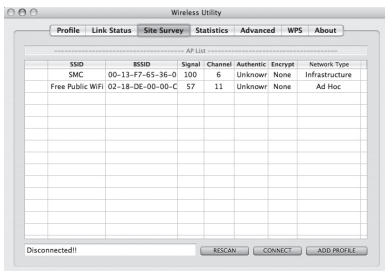 Wireless Utility
Profile Link Status Site Survey Statistics Advanced WPS About
AP List
SSID BSSID Signal Channel Authentic Encrypt Network Type
SMC 00-13-F7-65-36-0 100 6 Unknowr None Infrastructure
Free Public WiFi 02-18-DE-00-00-C 57 11 Unknowr None Ad Hoc
Disconnected!! RESCAN CONNECT ADD PROFILE